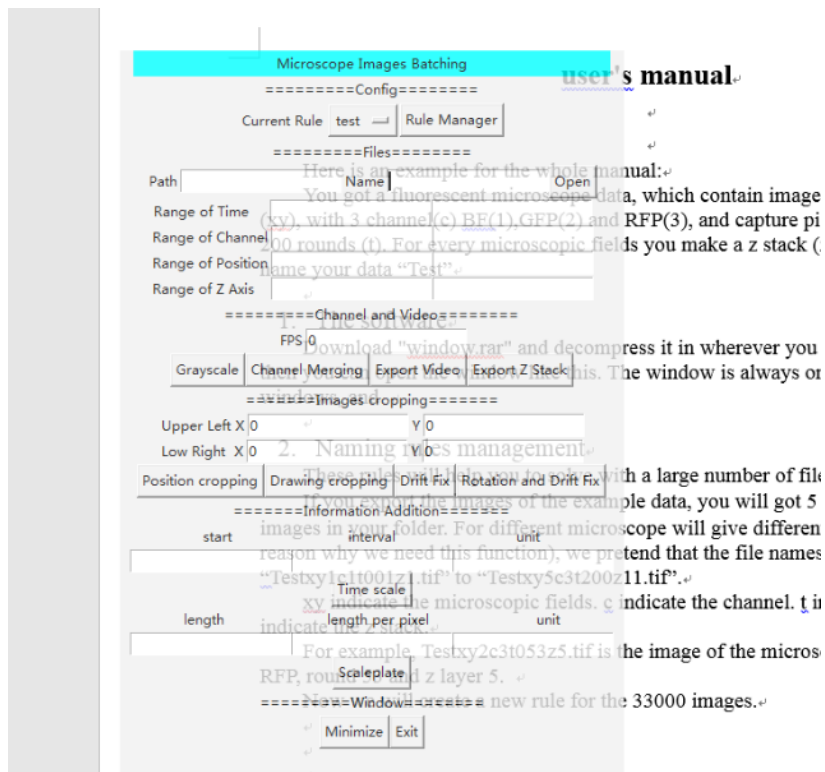 Microscope Images Batching
user's manual
=========Config========
Current Rule test Rule Manager
=========Files========
Here is an example for the whole manual:
Path Name Open
You got a fluorescent microscope data, which contain image
Range of Time
(xy), with 3 channel(c) BF(1),GFP(2) and RFP(3), and capture pi
Range of Channel
200 rounds (t). For every microscopic fields you make a z stack (
Range of Position
name your data “Test”
Range of Z Axis
=========Channel and Video========
1. The software
FPS 0
Download "window.rar" and decompress it in wherever you
Grayscale Channel Merging Export Video Export Z Stack
then you can open the window like this. The window is always on
=======Images cropping=======
Upper Left X 0 Y 0
Low Right X 0 Y 0
2. Naming rules management
Position cropping Drawing cropping Drift Fix Rotation and Drift Fix
These rules will help you to solve with a large number of file
If you export the images of the example data, you will got 5
=======Information Addition=======
images in your folder. For different microscope will give different
start interval unit
reason why we need this function), we pretend that the file names
“Testxy1c1t001z1.tif” to “Testxy5c3t200z11.tif”.
Time scale
xy indicate the microscopic fields. c indicate the channel. t in
length length per pixel unit
indicate the z stack.
For example, Testxy2c3t053z5.tif is the image of the microsc
RFP, round 53 and z layer 5.
Scaleplate
Now we will create a new rule for the 33000 images.
=========Window========
Minimize Exit